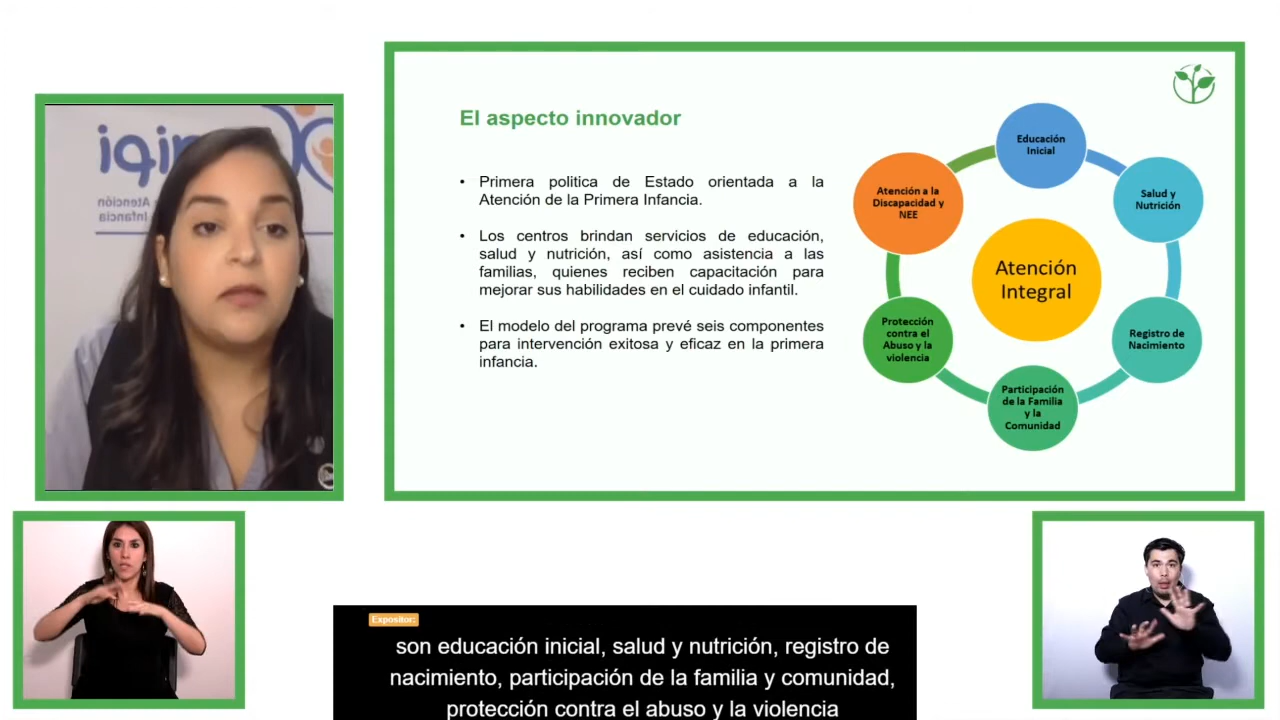 El aspecto innovador
• Primera politica de Estado orientada a la
Atención de la Primera Infancia.
• Los centros brindan servicios de educación,
salud y nutrición, así como asistencia a las
familias, quienes reciben capacitación para
mejorar sus habilidades en el cuidado infantil.
• El modelo del programa prevé seis componentes
para intervención exitosa y eficaz en la primera
infancia.
Educación
Inicial
Salud y
Nutrición
Registro de
Nacimiento
Participación
de la Familia
y la
Comunidad
Protección
contra el
Abuso y la
violencia
Atención a la
Discapacidad y
NEE
Atención
Integral
Atención
Infancia
Expositor:
son educación inicial, salud y nutrición, registro de
nacimiento, participación de la familia y comunidad,
protección contra el abuso y la violencia